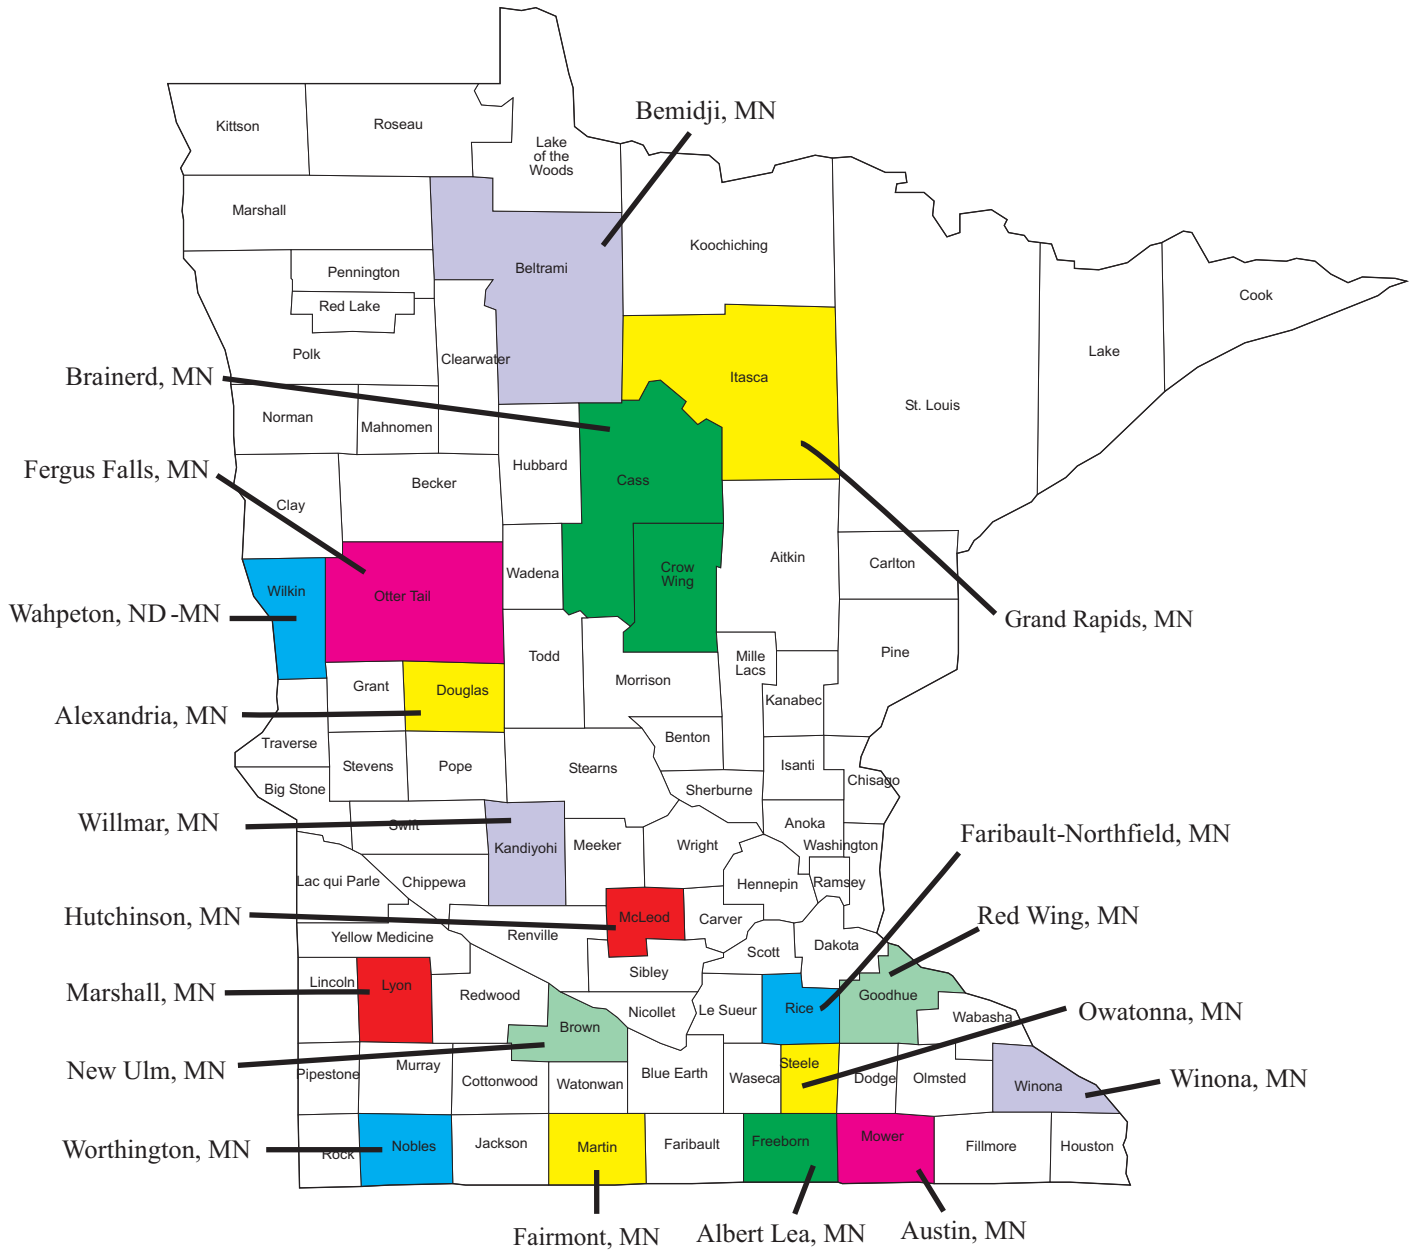 Bemidji, MN
Kittson
Roseau
Lake
of the
Woods
Marshall
Koochiching
Beltrami
Pennington
Cook
Red Lake
Polk
Clearwater
Lake
Brainerd, MN
Itasca
St. Louis
Norman
Mahnomen
Fergus Falls, MN
Hubbard
Cass
Becker
Clay
Aitkin
Carlton
Crow
Wing
Wadena
Wilkin
Otter Tail
Wahpeton, ND-MN
Grand Rapids, MN
Todd
Mille
Lacs
Pine
Morrison
Grant
Douglas
Kanabec
Alexandria, MN
Traverse
Benton
Stevens
Pope
Stearns
Isanti
Chisago
Big Stone
Sherburne
Willmar, MN
Swift
Anoka
Faribault-Northfield, MN
Kandiyohi
Meeker
Wright
Washington
Lac qui Parle
Chippewa
Hennepin
Ramsey
Hutchinson, MN
McLeod
Carver
Red Wing, MN
Yellow Medicine
Renville
Scott
Dakota
Sibley
Marshall, MN
Lincoln
Lyon
Redwood
Goodhue
Nicollet
Le Sueur
Rice
Wabasha
Owatonna, MN
Brown
New Ulm, MN
Pipestone
Murray
Cottonwood
Watonwan
Blue Earth
Waseca
Steele
Dodge
Olmsted
Winona
Winona, MN
Worthington, MN
Rock
Nobles
Jackson
Martin
Faribault
Freeborn
Mower
Fillmore
Houston
Fairmont, MN
Albert Lea, MN
Austin, MN